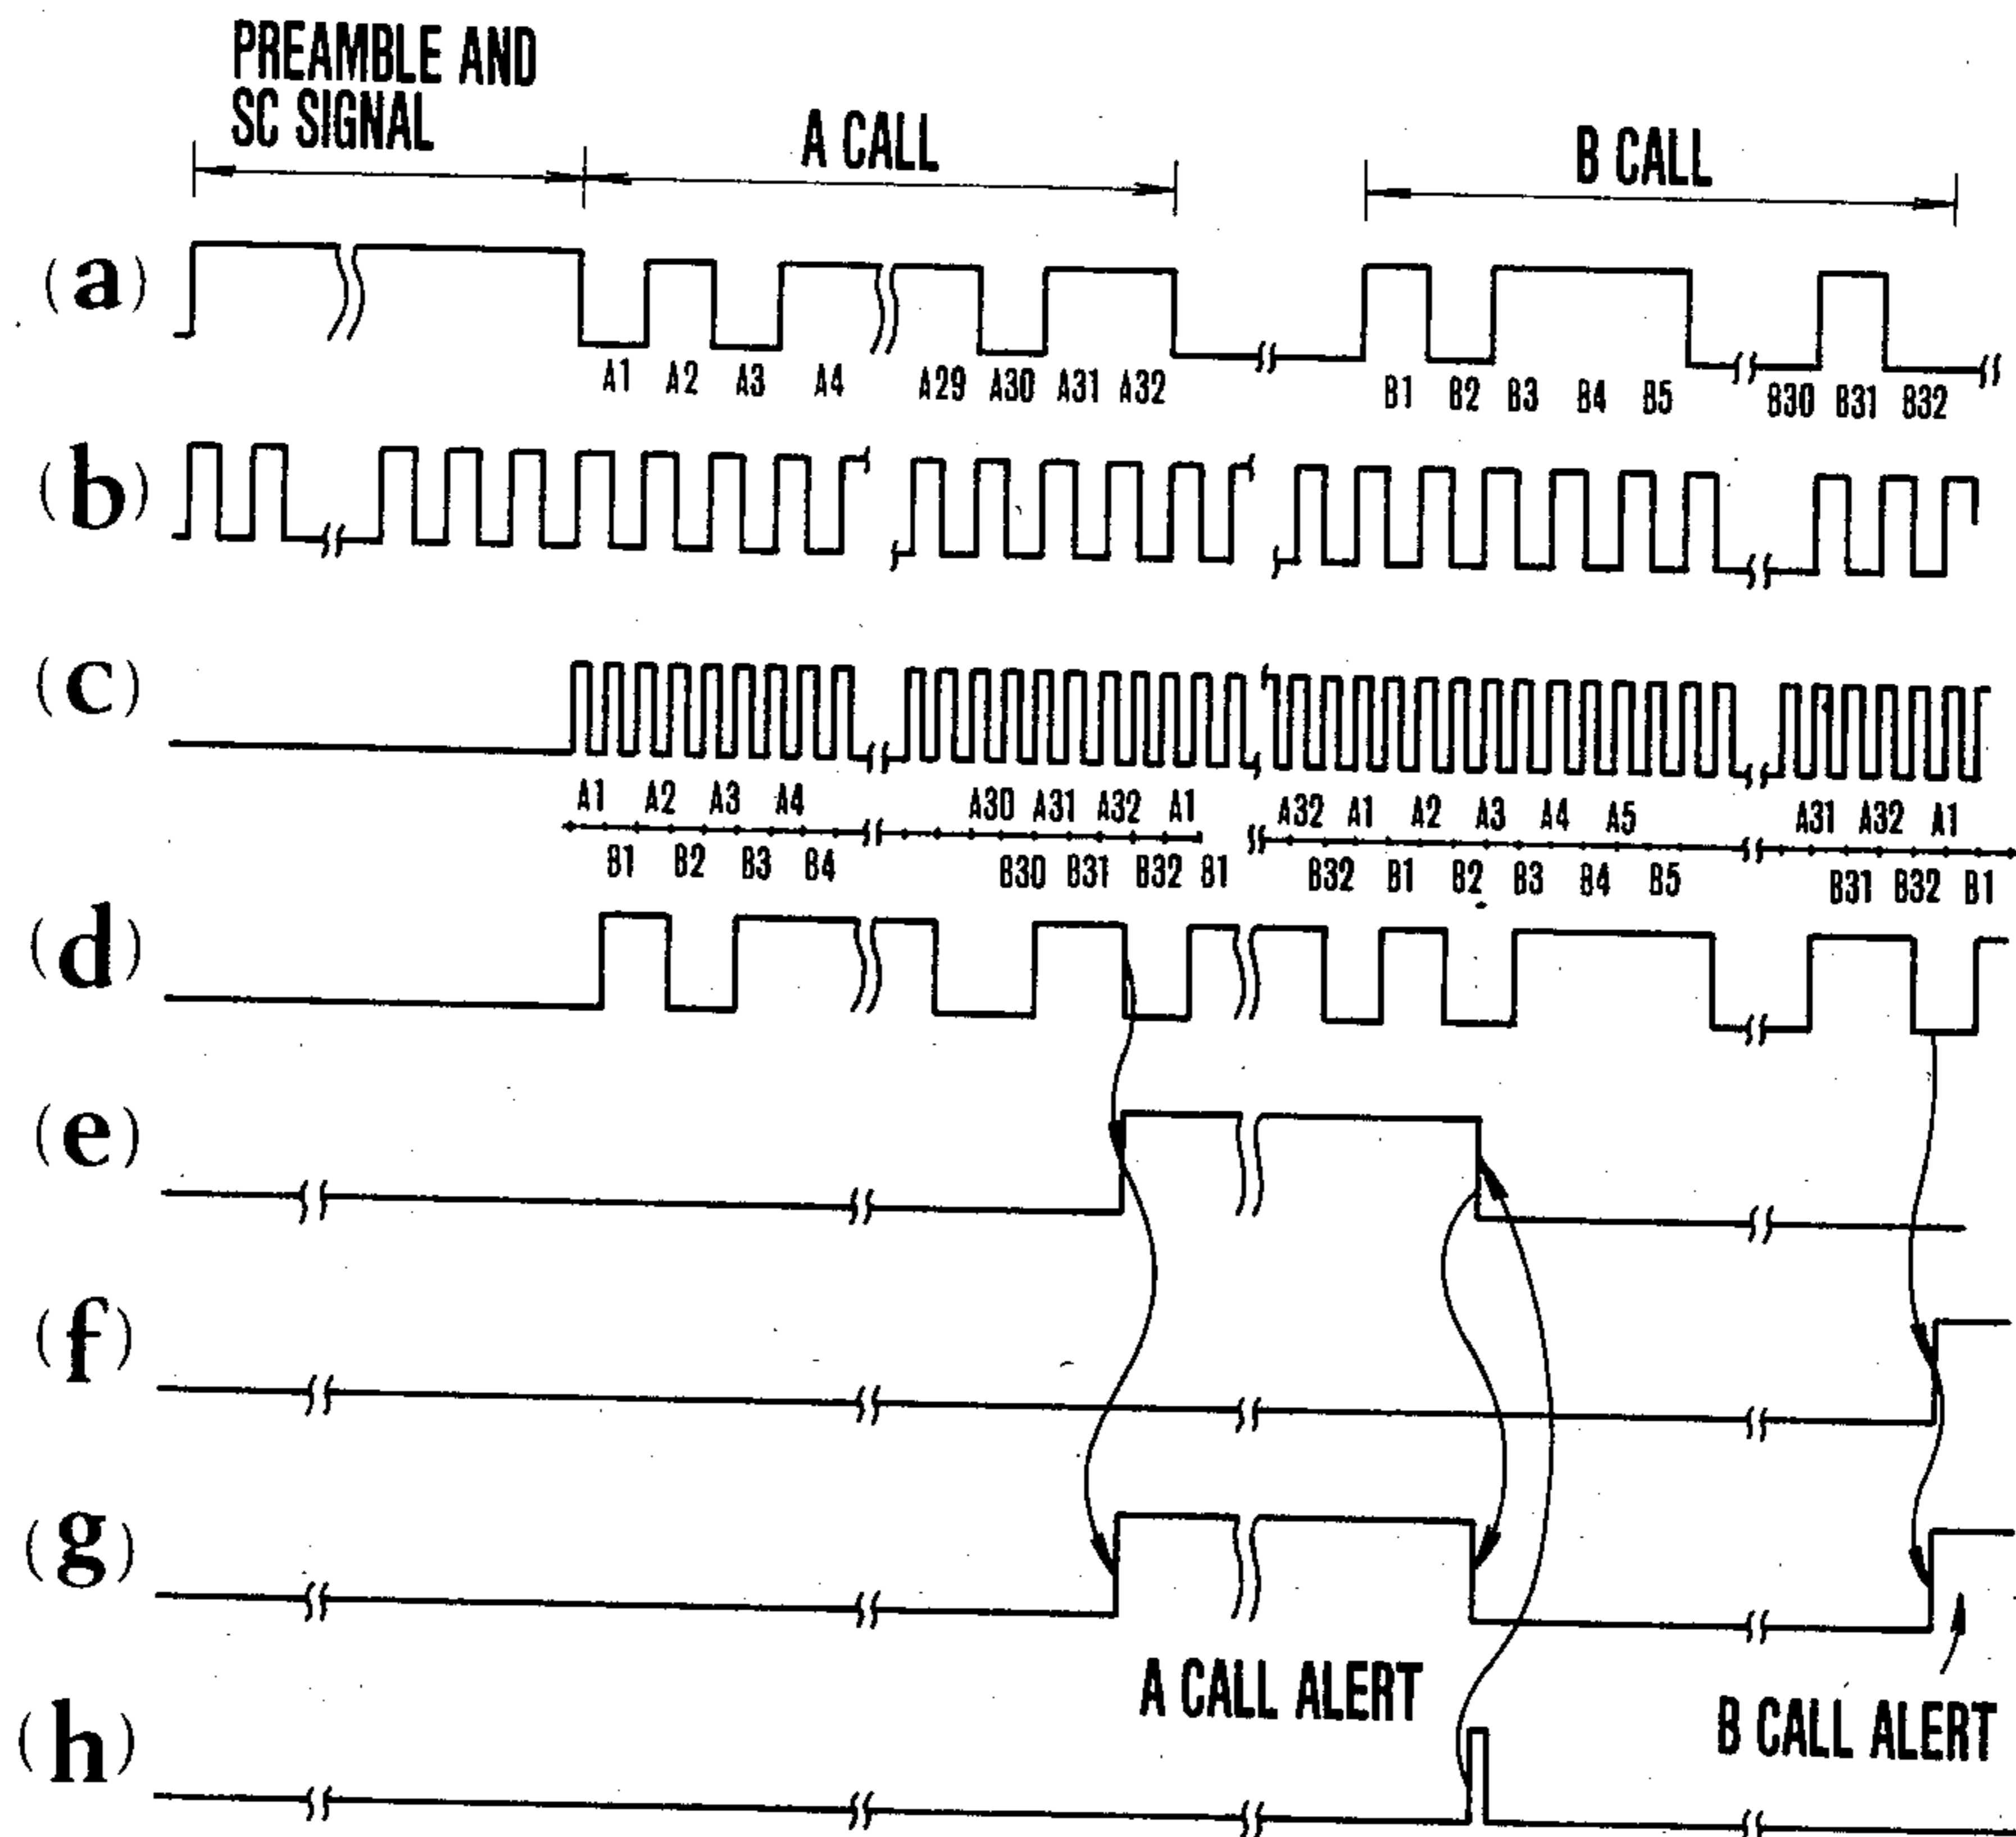 PREAMBLE AND
SC SIGNAL
A CALL
B CALL
(a)
A1 A2 A3 A4 A29 A30 A31 A32 B1 B2 B3 B4 B5 B30 B31 B32
(b)
(c)
A1 A2 A3 A4 A30 A31 A32 A1 A32 A1 A2 A3 A4 A5 A31 A32 A1
B1 B2 B3 B4 B30 B31 B32 B1 B32 B1 B2 B3 B4 B5 B31 B32 B1
(d)
(e)
(f)
(g)
A CALL ALERT
B CALL ALERT
(h)